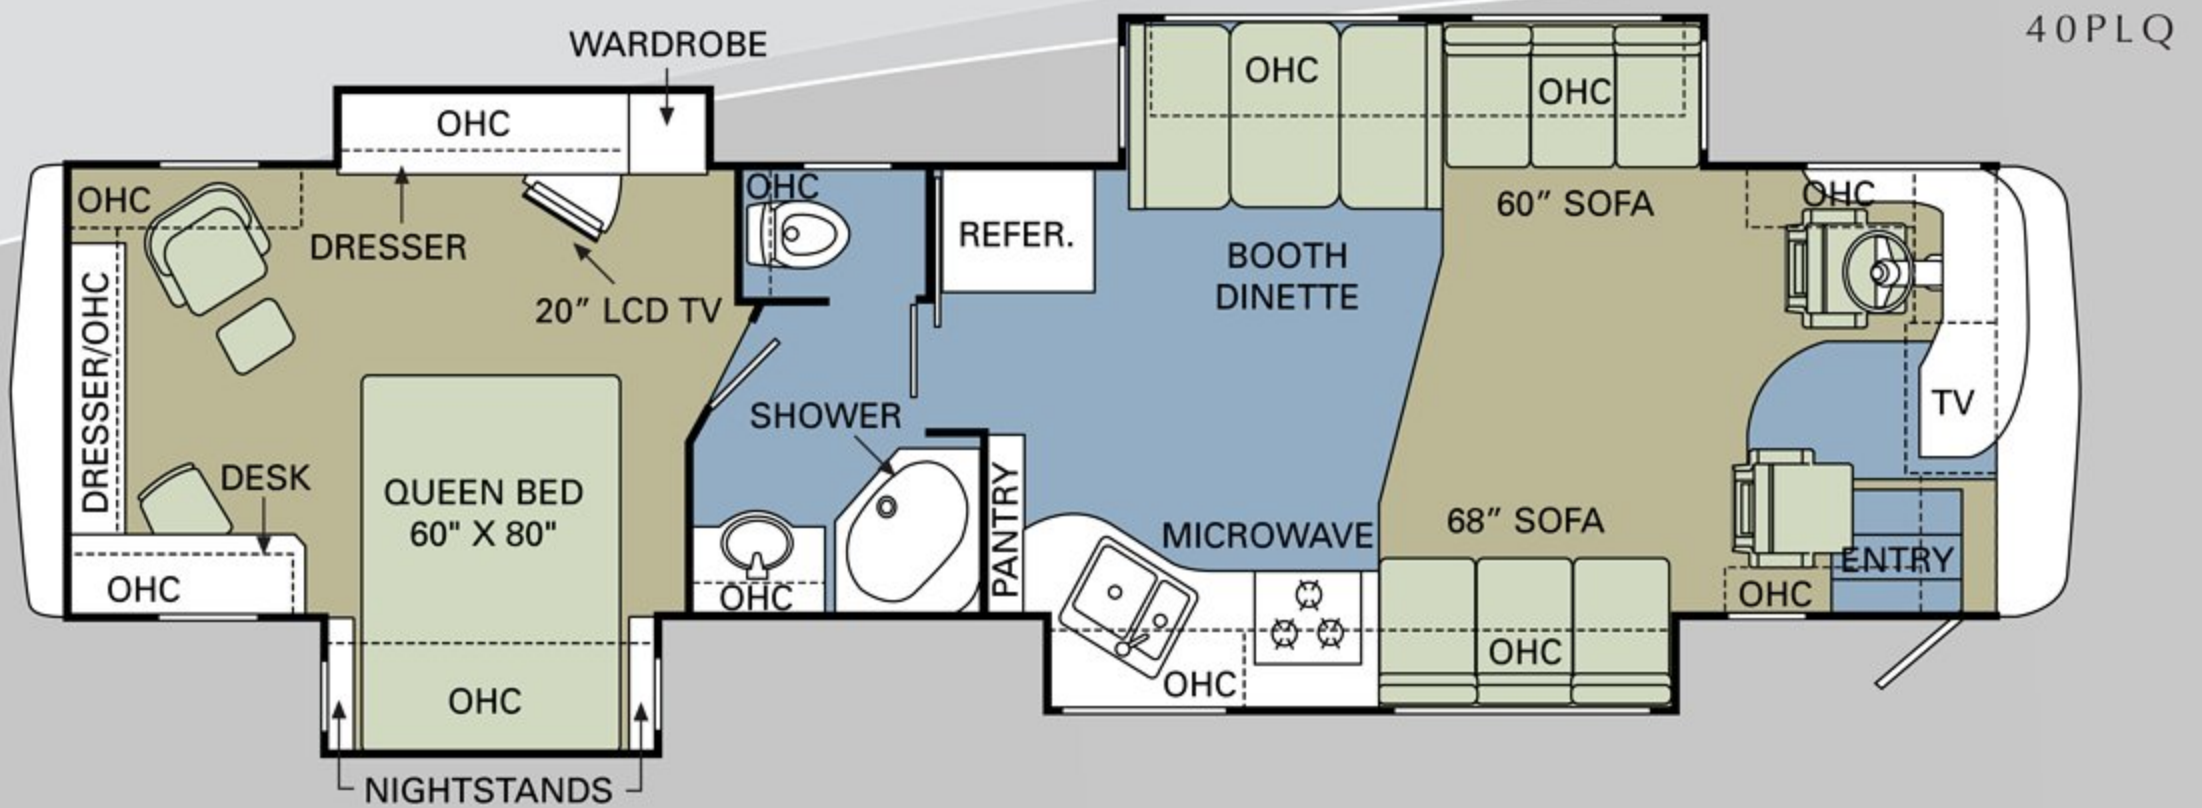 40PLQ
WARDROBE
OHC
OHC
OHC
OHC
OHC
OHC
DRESSER
20″ LCD TV
REFER.
BOOTH
DINETTE
60″ SOFA
DRESSER/OHC
DESK
OHC
QUEEN BED
60" X 80"
OHC
NIGHTSTANDS
SHOWER
OHC
PANTRY
MICROWAVE
OHC
68″ SOFA
OHC
TV
ENTRY
OHC